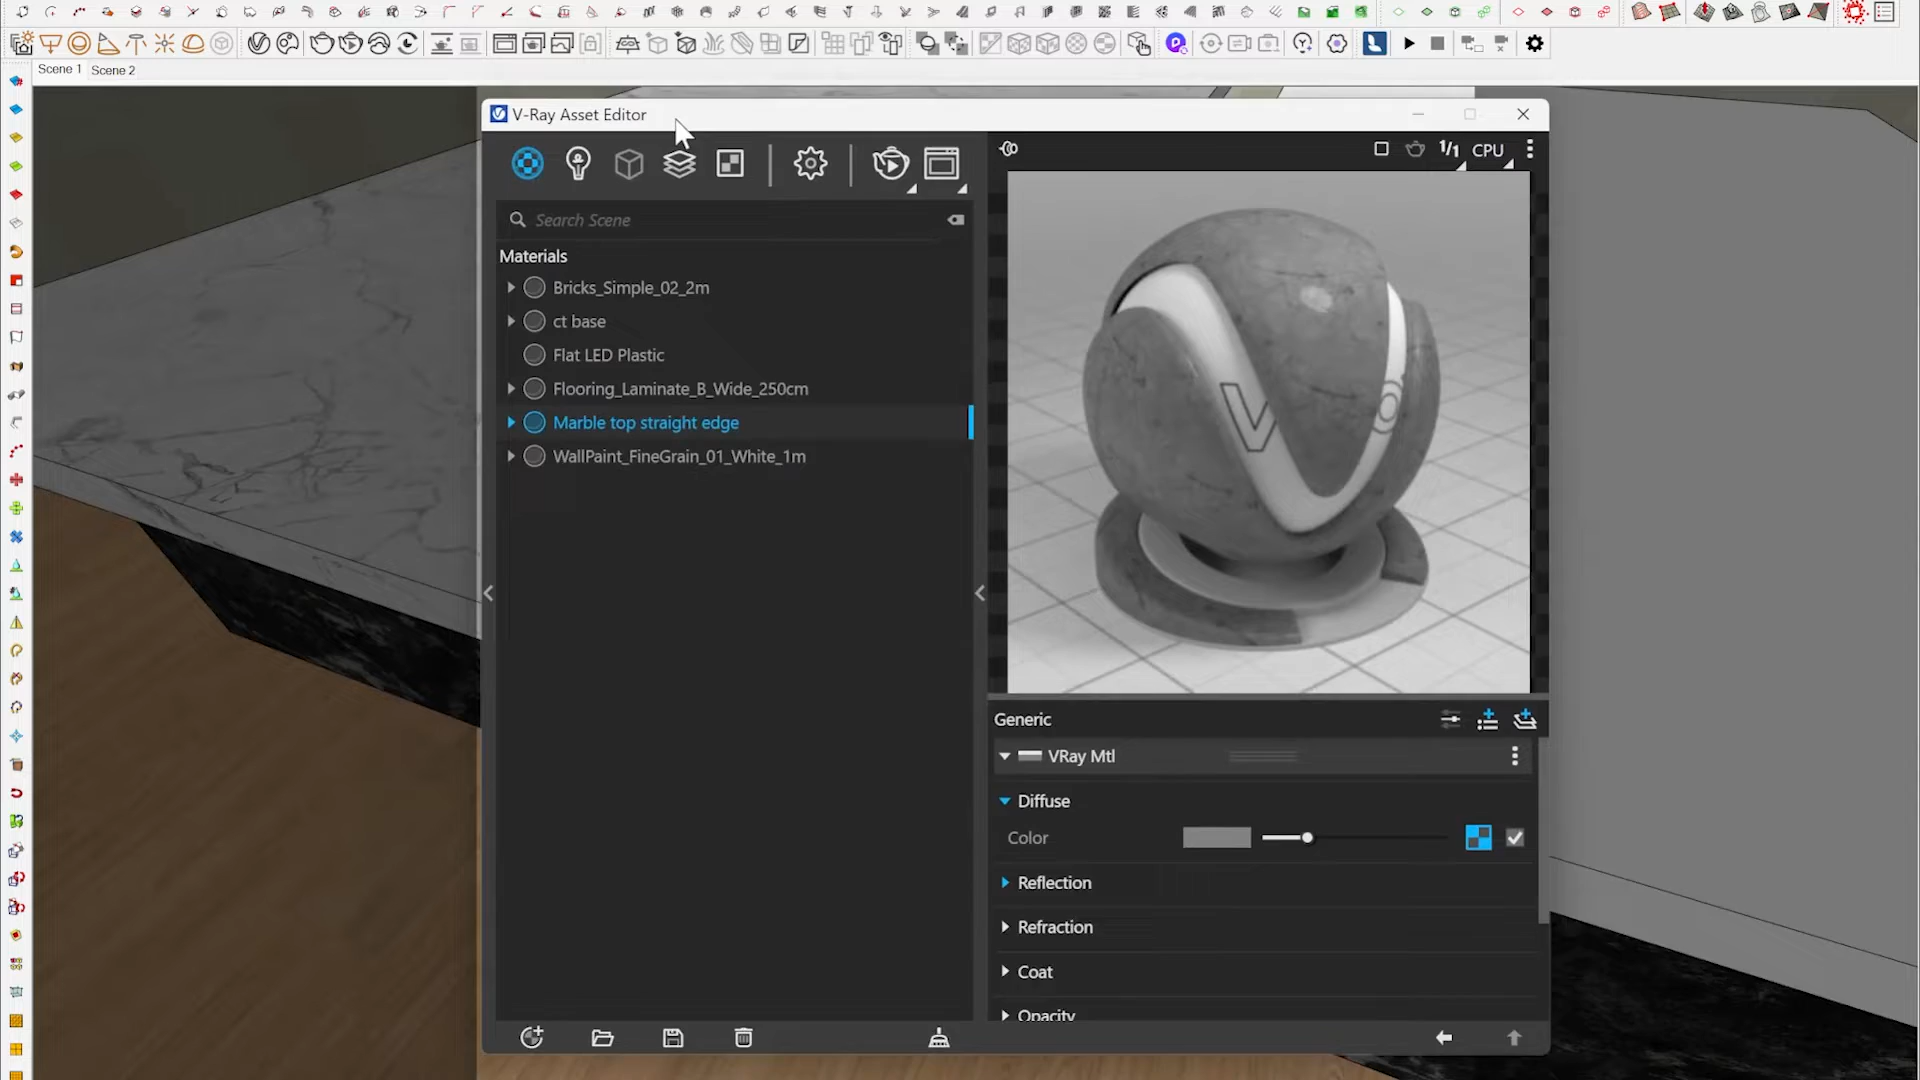 Scene 1 Scene 2
V-Ray Asset Editor
1/1 CPU
Search Scene
Materials
Bricks_Simple_02_2m
ct base
Flat LED Plastic
Flooring_Laminate_B_Wide_250cm
Marble top straight edge
WallPaint_FineGrain_01_White_1m
V
Generic
VRay Mtl
Diffuse
Color
Reflection
Refraction
Coat
Opacity